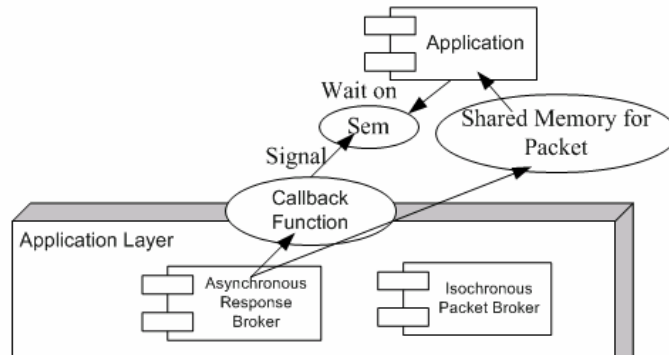 Application
Wait on
Sem
Shared Memory for
Packet
Signal
Callback
Function
Application Layer
Asynchronous
Response
Broker
Isochronous
Packet Broker